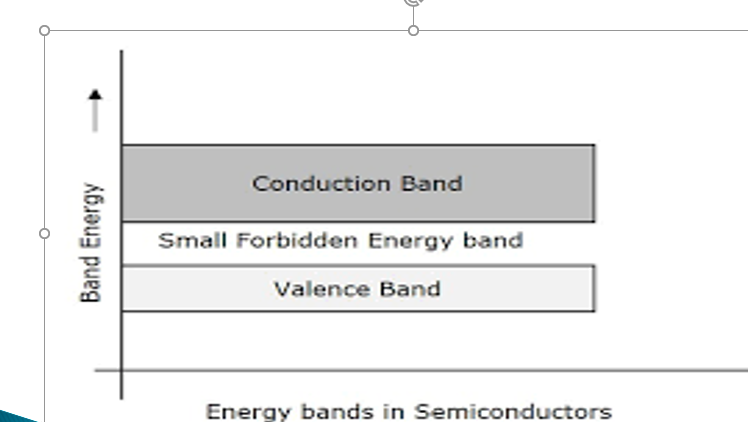 Conduction Band
Small Forbidden Energy band
Valence Band
Band Energy
Energy bands in Semiconductors